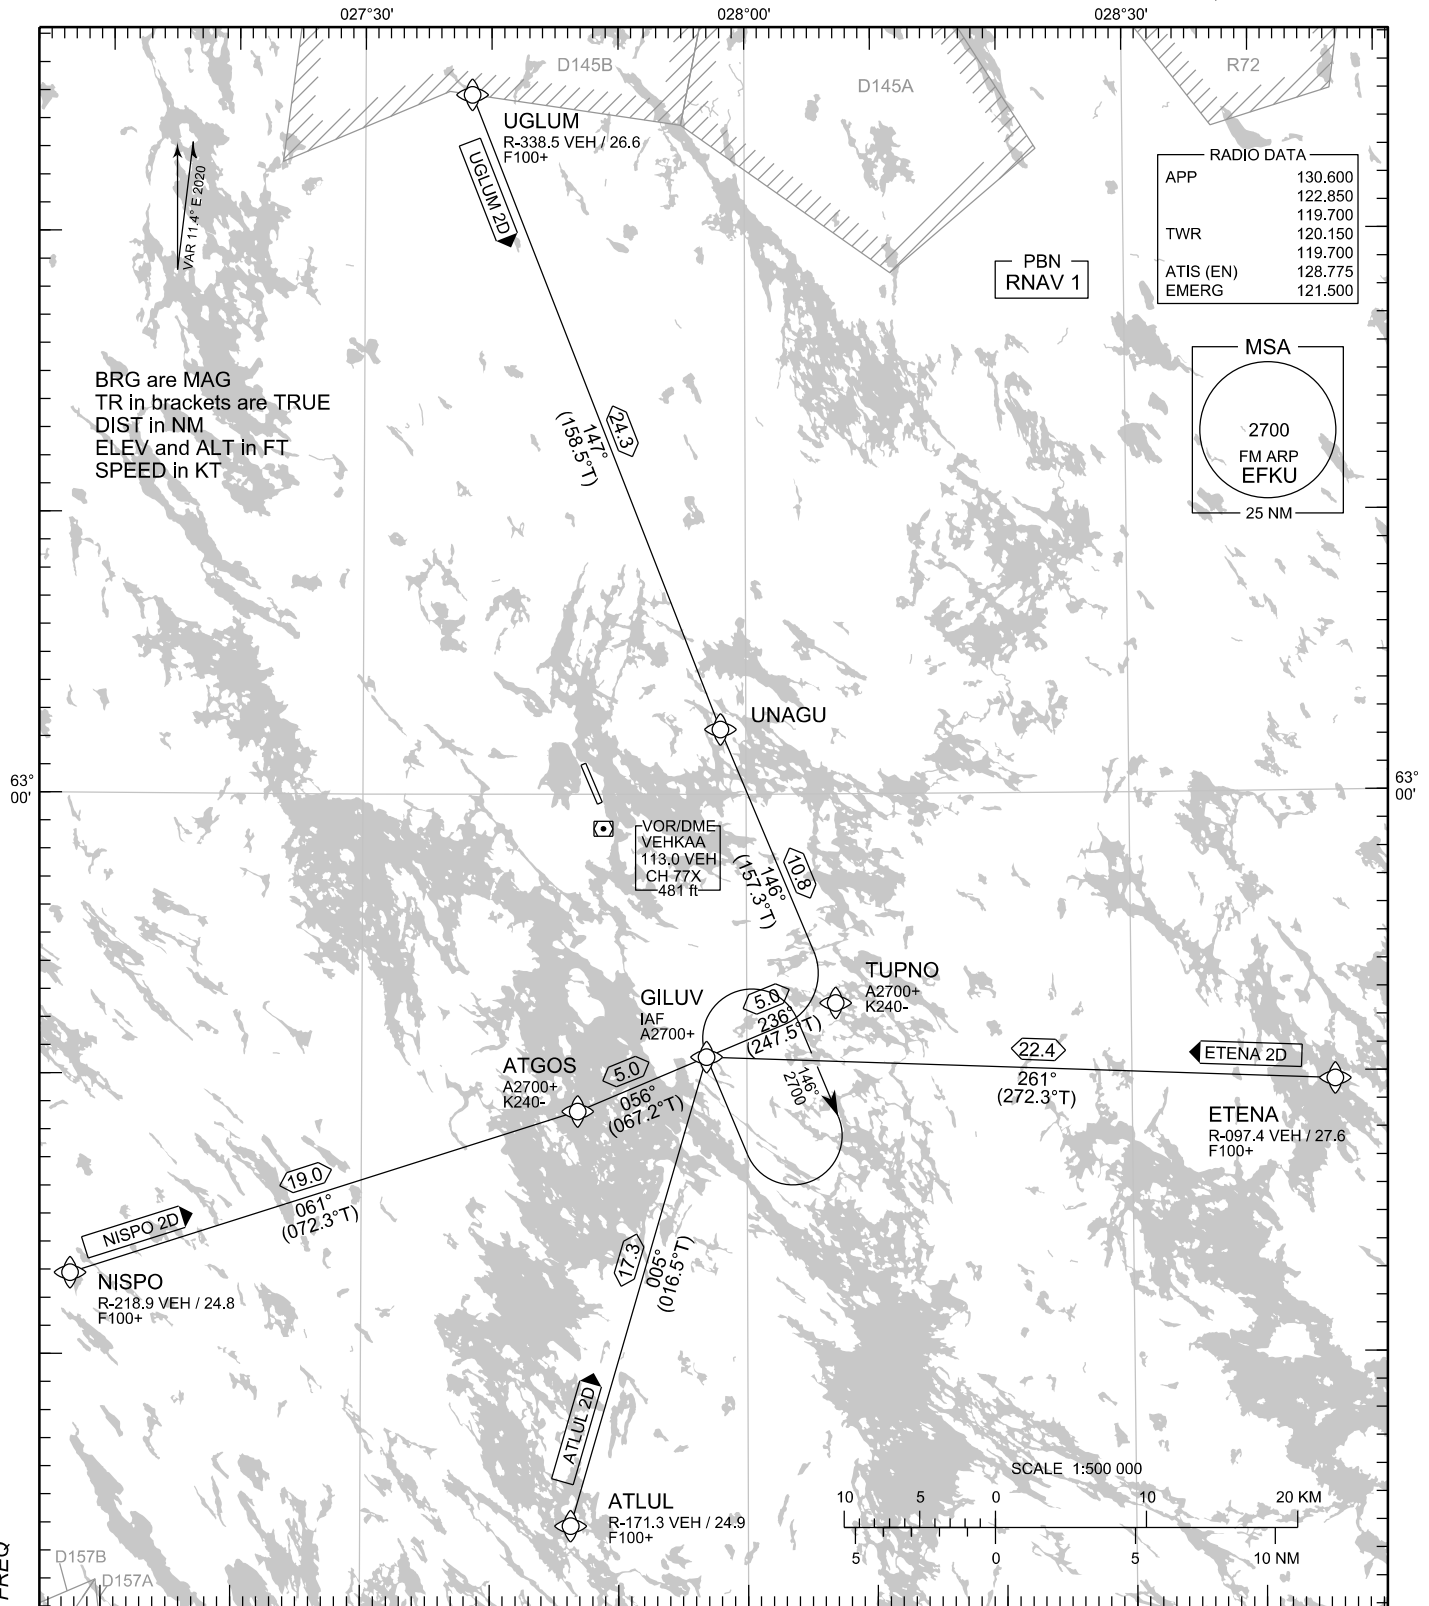 027°30'
028°00'
028°30'
D145B
D145A
R72
UGLUM
R-338.5 VEH / 26.6
F100+
UGLUM 2D
VAR 11.4° E 2020
RADIO DATA
APP 130.600
122.850
119.700
TWR 120.150
119.700
ATIS (EN) 128.775
EMERG 121.500
PBN
RNAV 1
MSA
2700
FM ARP
EFKU
25 NM
BRG are MAG
TR in brackets are TRUE
DIST in NM
ELEV and ALT in FT
SPEED in KT
24.3
147°
(158.5°T)
UNAGU
63°
00'
63°
00'
VOR/DME
VEHKAA
113.0 VEH
CH 77X
481 ft
10.8
146°
(157.3°T)
TUPNO
A2700+
K240-
GILUV
IAF
A2700+
5.0
236°
(247.5°T)
ATGOS
A2700+
K240-
5.0
056°
(067.2°T)
146°
2700
22.4
261°
(272.3°T)
ETENA 2D
ETENA
R-097.4 VEH / 27.6
F100+
19.0
061°
(072.3°T)
NISPO 2D
NISPO
R-218.9 VEH / 24.8
F100+
17.3
005°
(016.5°T)
ATLUL 2D
ATLUL
R-171.3 VEH / 24.9
F100+
SCALE 1:500 000
10 5 0 10 20 KM
5 0 5 10 NM
D157B
D157A
FREQ